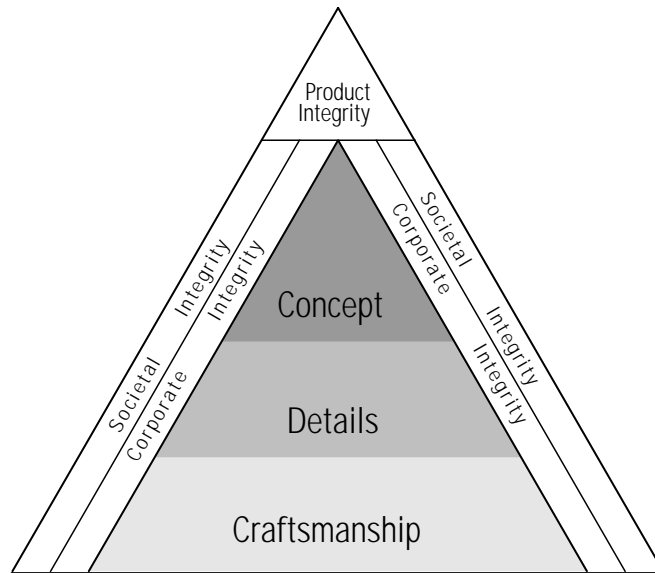 Product
Integrity
Societal Integrity
Corporate Integrity
Societal Integrity
Corporate Integrity
Concept
Details
Craftsmanship